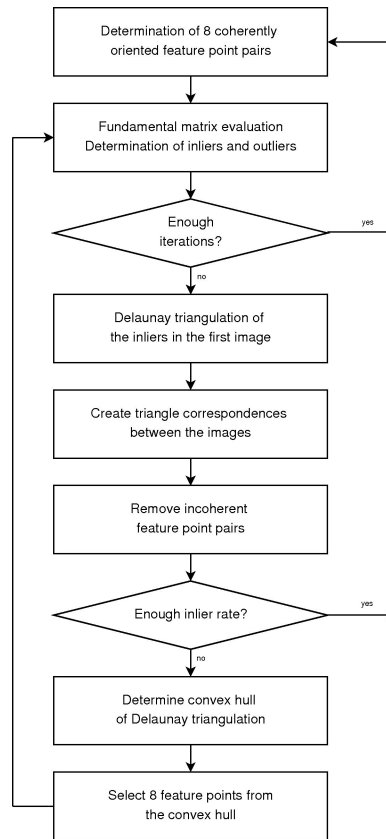 Determination of 8 coherently
oriented feature point pairs
Fundamental matrix evaluation
Determination of inliers and outliers
Enough
iterations?
yes
no
Delaunay triangulation of
the inliers in the first image
Create triangle correspondences
between the images
Remove incoherent
feature point pairs
Enough inlier rate?
yes
no
Determine convex hull
of Delaunay triangulation
Select 8 feature points from
the convex hull